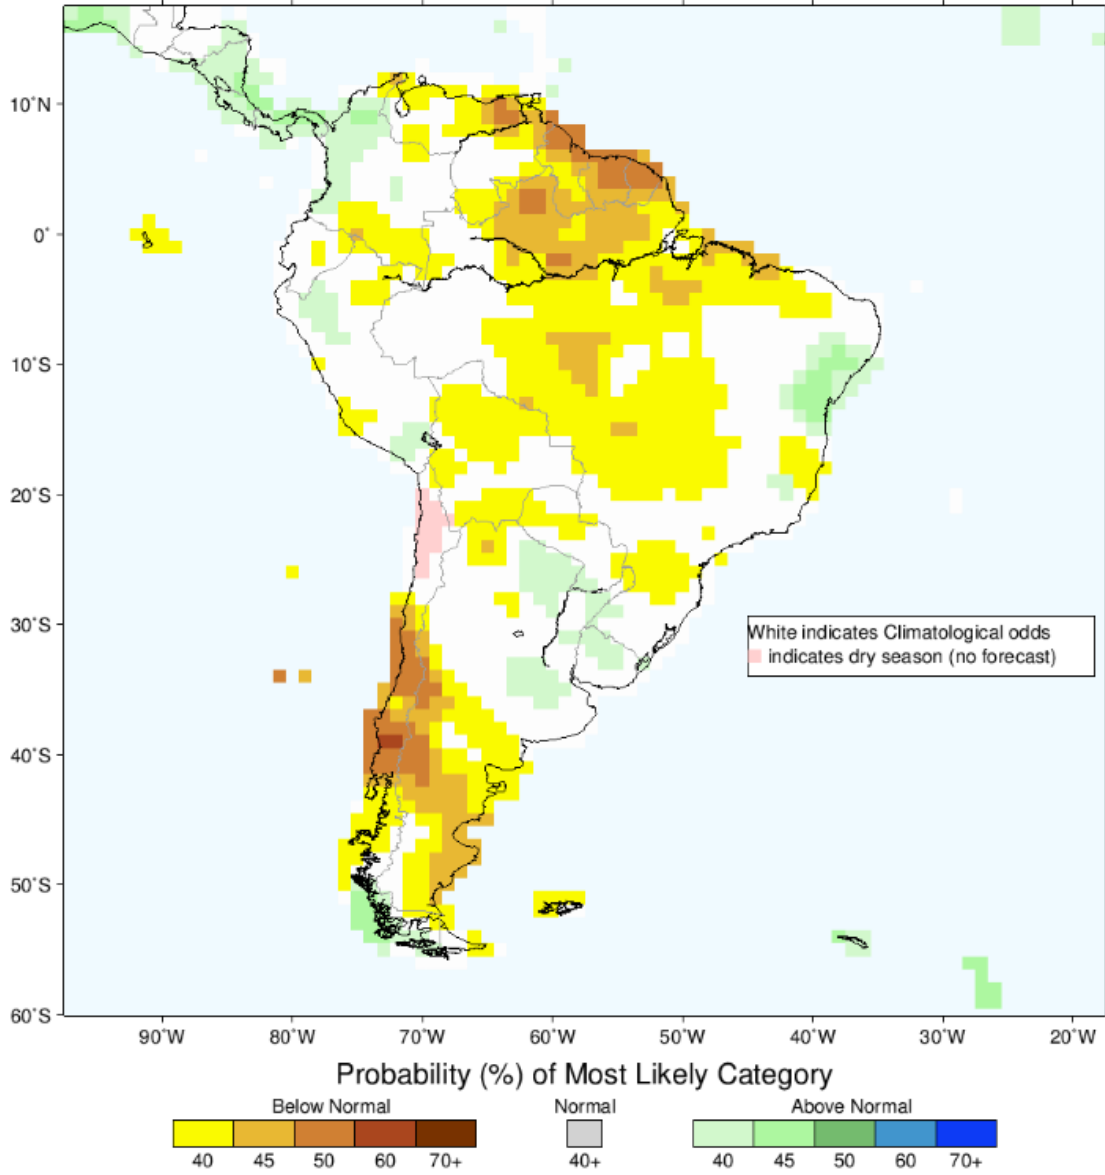 10°N
0°
10°S
20°S
30°S
40°S
50°S
60°S
White indicates Climatological odds
indicates dry season (no forecast)
90°W 80°W 70°W 60°W 50°W 40°W 30°W 20°W
Probability (%) of Most Likely Category
Below Normal Normal Above Normal
40 45 50 60 70+ 40+ 40 45 50 60 70+